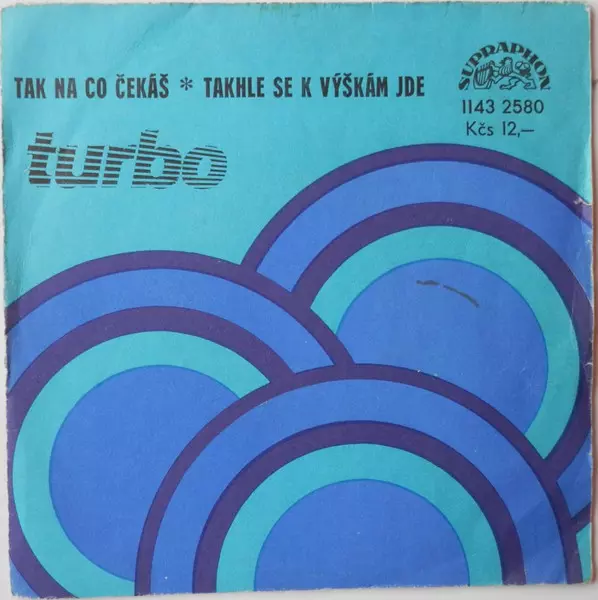 SUPRAPHON
TAK NA CO ČEKÁŠ * TAKHLE SE K VÝŠKÁM JDE
1143 2580
Kčs 12,—
turbo